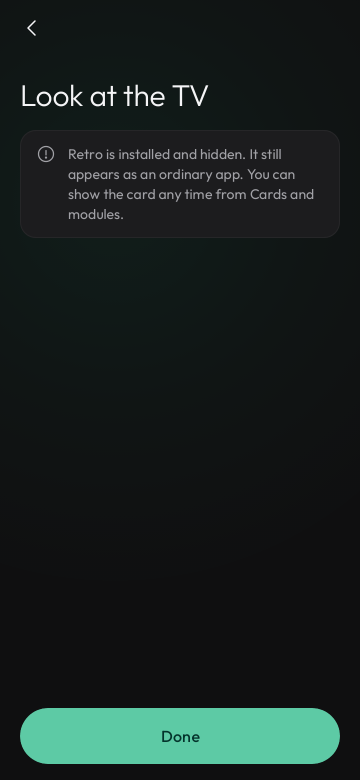 Look at the TV
Retro is installed and hidden. It still
appears as an ordinary app. You can
show the card any time from Cards and
modules.
Done